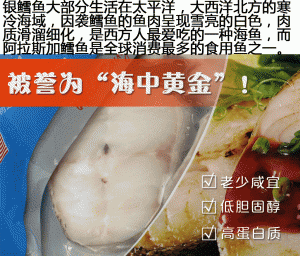 银鳕鱼大部分生活在太平洋，大西洋北方的寒
冷海域，因袭鳕鱼的鱼肉呈现雪亮的白色，肉
质滑溜细化，是西方人最爱吃的一种海鱼，而
阿拉斯加鳕鱼是全球消费最多的食用鱼之一。
被誉为“海中黄金”！
老少咸宜
低胆固醇
高蛋白质